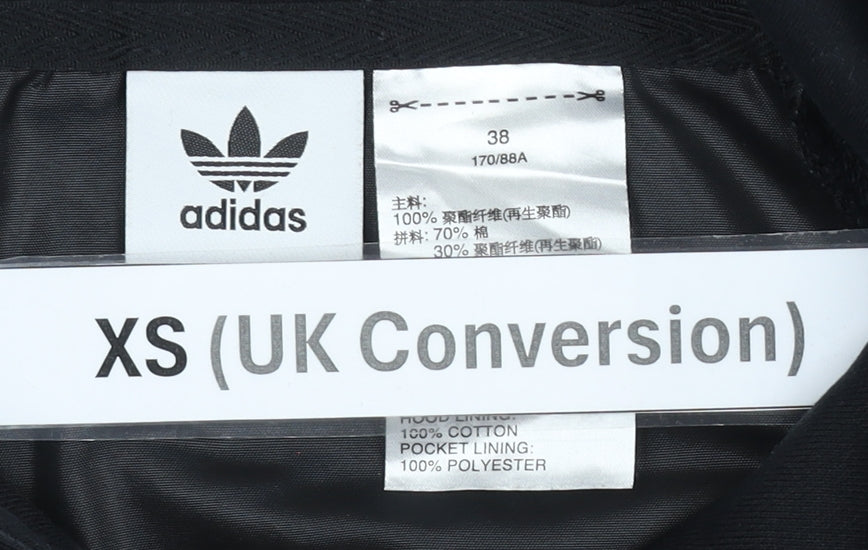 adidas
38
170/88A
主料:
100% 聚酯纤维(再生聚酯)
拼料: 70% 棉
30% 聚酯纤维(再生聚酯)
XS (UK Conversion)
HOOD LINING:
100% COTTON
POCKET LINING:
100% POLYESTER